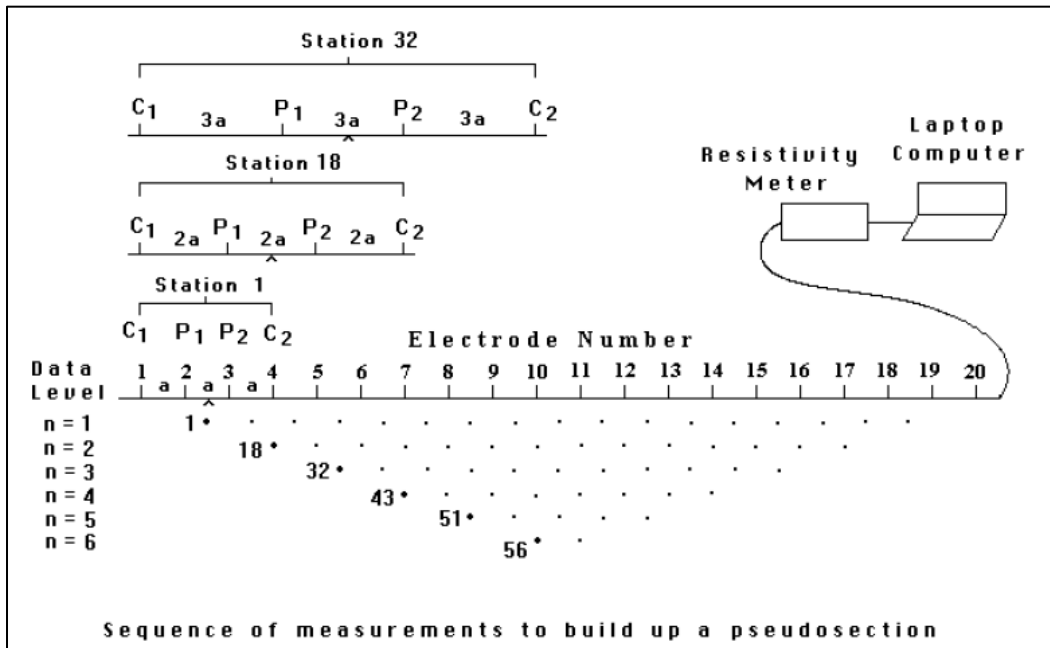 Station 32
C1 3a P1 3a P2 3a C2
Station 18
C1 2a P1 2a P2 2a C2
Station 1
C1 P1 P2 C2
Resistivity Meter
Laptop Computer
Electrode Number
Data Level
1 2 3 4 5 6 7 8 9 10 11 12 13 14 15 16 17 18 19 20
a a a
n = 1 1
n = 2 18
n = 3 32
n = 4 43
n = 5 51
n = 6 56
Sequence of measurements to build up a pseudosection